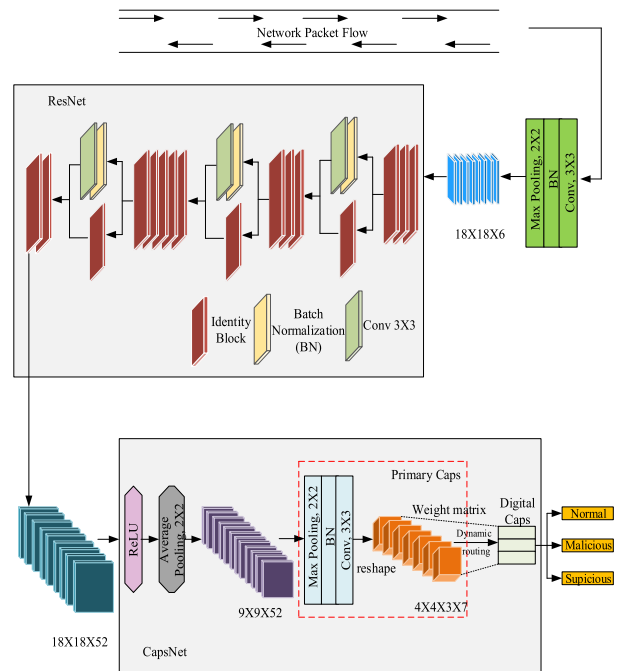 Network Packet Flow
ResNet
Max Pooling, 2X2
BN
Conv, 3X3
18X18X6
Identity
Block
Batch
Normalization
(BN)
Conv 3X3
ReLU
Average
Pooling, 2X2
Max Pooling, 2X2
BN
Conv, 3X3
Primary Caps
Weight matrix
Dynamic
routing
reshape
Digital
Caps
Normal
Malicious
Supicious
18X18X52
9X9X52
4X4X3X7
CapsNet